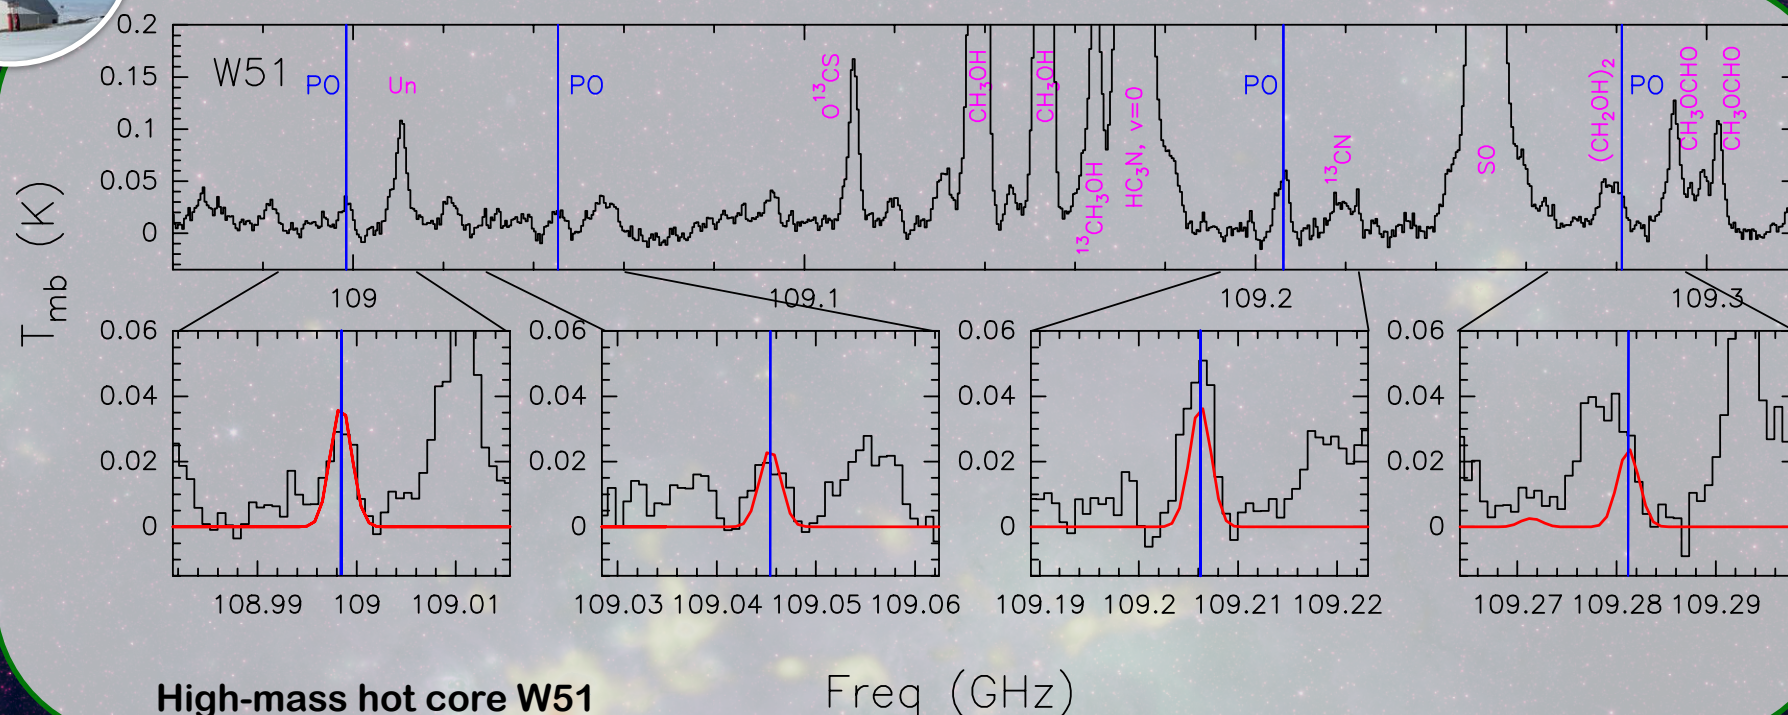 0.2
0.15
0.1
0.05
0
T_mb (K)
W51
PO
Un
PO
O¹³CS
CH₃OH
CH₃OH
¹³CH₃OH
HC₃N, v=0
PO
¹³CN
SO
(CH₂OH)₂
PO
CH₃OCHO
CH₃OCHO
109 109.1 109.2 109.3
0.06 0.06 0.06 0.06
0.04 0.04 0.04 0.04
0.02 0.02 0.02 0.02
0 0 0 0
108.99 109 109.01 109.03 109.04 109.05 109.06 109.19 109.2 109.21 109.22 109.27 109.28 109.29
Freq (GHz)
High-mass hot core W51